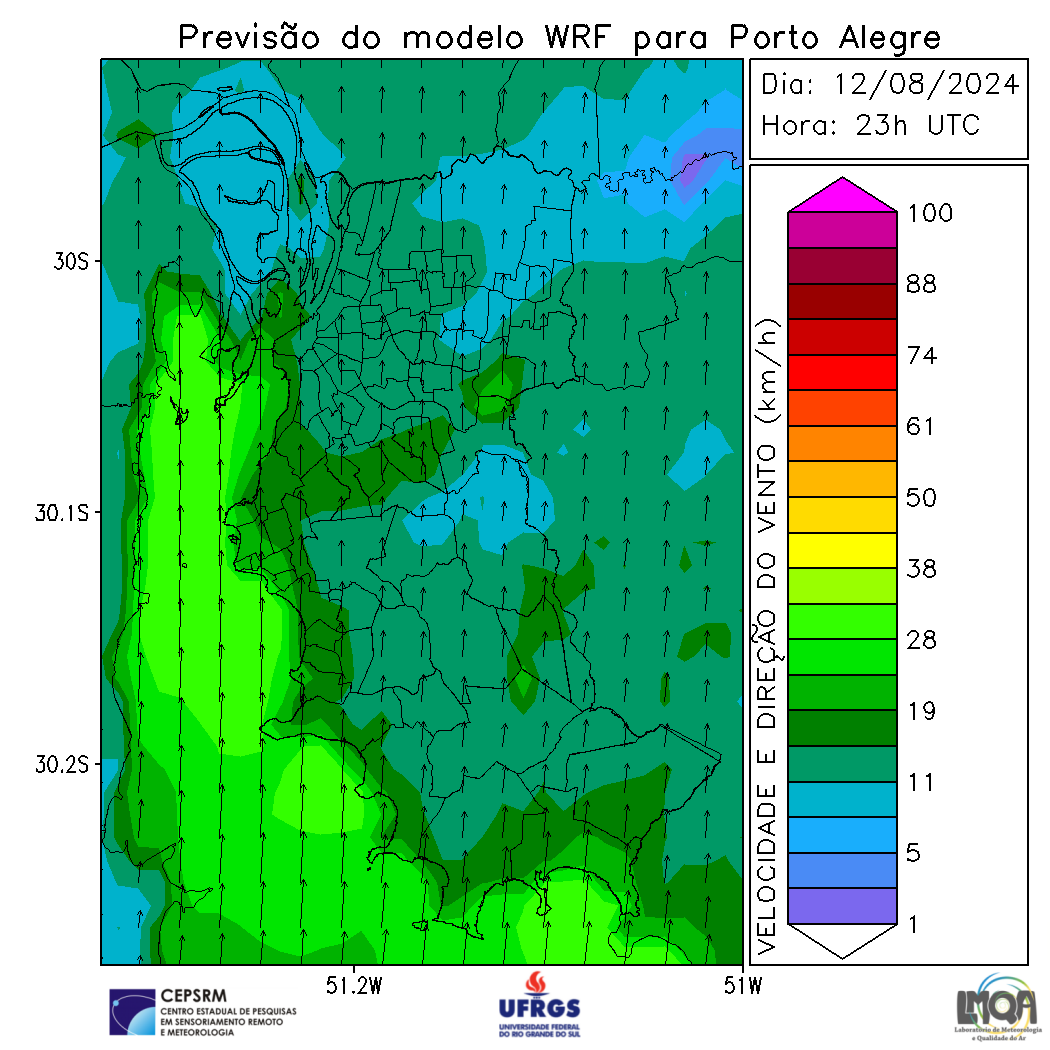 Previsão do modelo WRF para Porto Alegre
Dia: 12/08/2024
Hora: 23h UTC
30S
30.1S
30.2S
51.2W
51W
VELOCIDADE E DIREÇÃO DO VENTO (km/h)
100
88
74
61
50
38
28
19
11
5
1
CEPSRM
CENTRO ESTADUAL DE PESQUISAS
EM SENSORIAMENTO REMOTO
E METEOROLOGIA
UFRGS
UNIVERSIDADE FEDERAL
DO RIO GRANDE DO SUL
LMQA
Laboratório de Meteorologia
e Qualidade do Ar